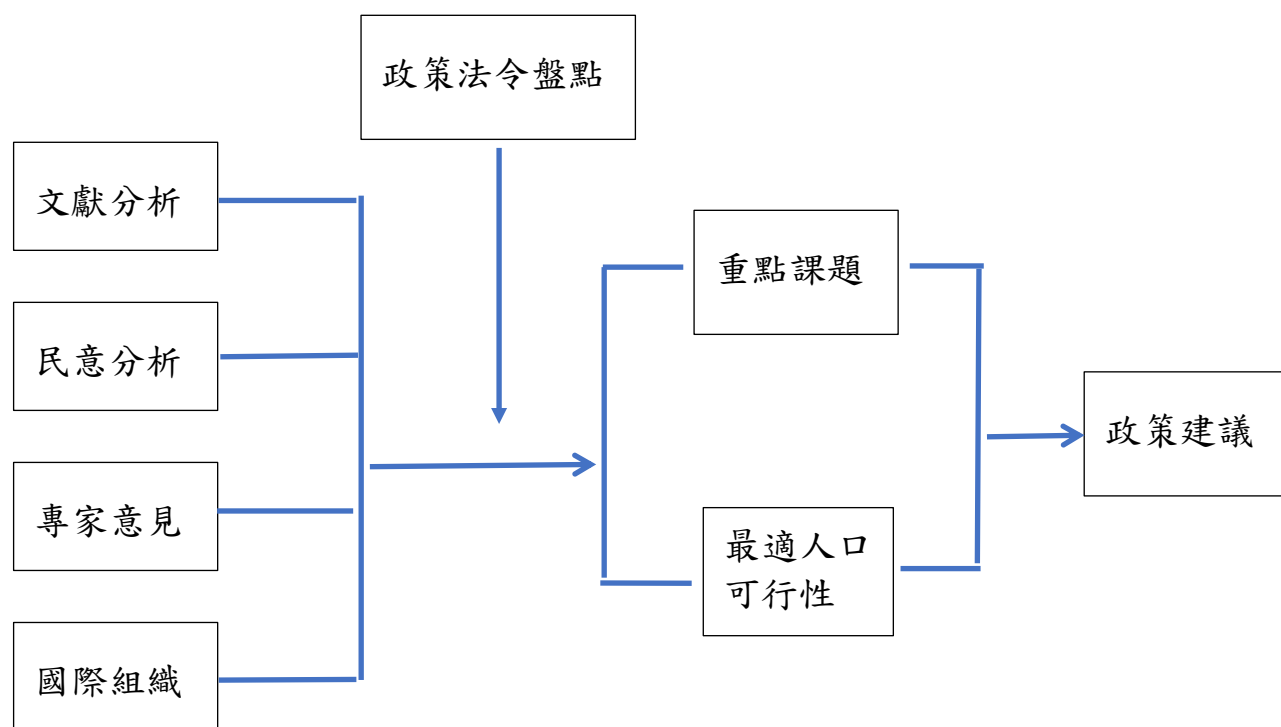 政策法令盤點
文獻分析
民意分析
專家意見
國際組織
重點課題
最適人口
可行性
政策建議